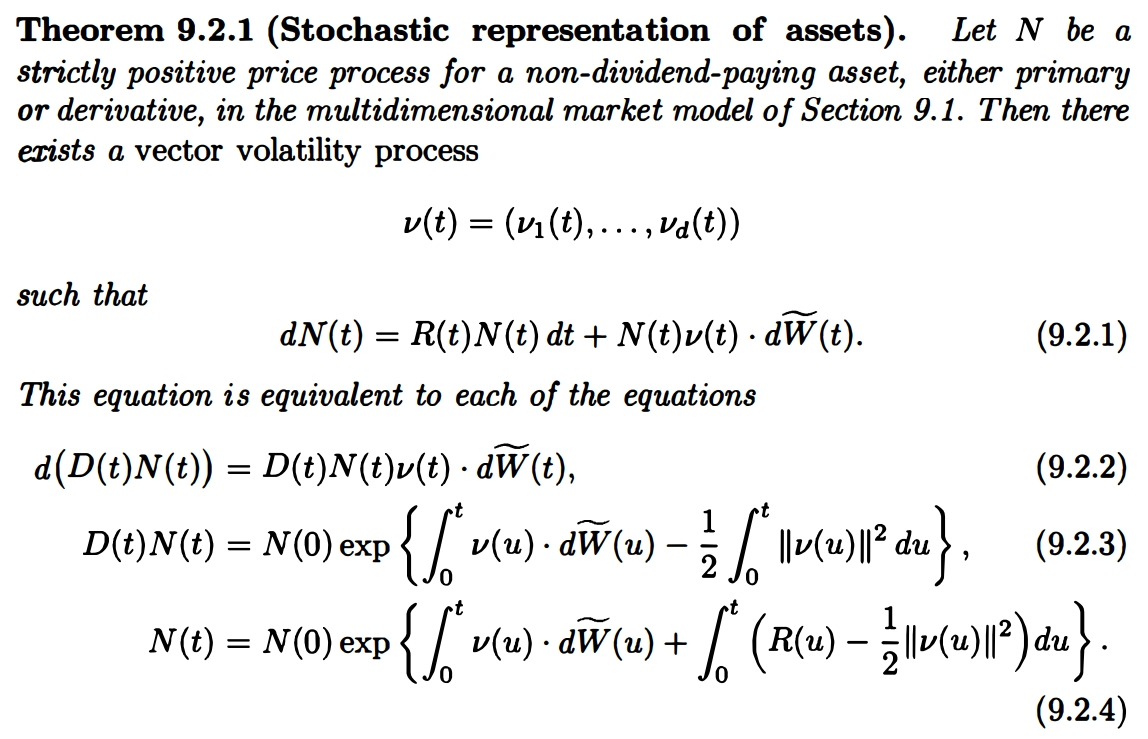 Theorem 9.2.1 (Stochastic representation of assets). Let N be a
strictly positive price process for a non-dividend-paying asset, either primary
or derivative, in the multidimensional market model of Section 9.1. Then there
exists a vector volatility process
ν(t) = (ν₁(t), . . . , ν_d(t))
such that
dN(t) = R(t)N(t) dt + N(t)ν(t) · dW̃(t). (9.2.1)
This equation is equivalent to each of the equations
d(D(t)N(t)) = D(t)N(t)ν(t) · dW̃(t), (9.2.2)
D(t)N(t) = N(0) exp { ∫₀ᵗ ν(u) · dW̃(u) − ½ ∫₀ᵗ ‖ν(u)‖² du } , (9.2.3)
N(t) = N(0) exp { ∫₀ᵗ ν(u) · dW̃(u) + ∫₀ᵗ (R(u) − ½‖ν(u)‖²) du } .
(9.2.4)